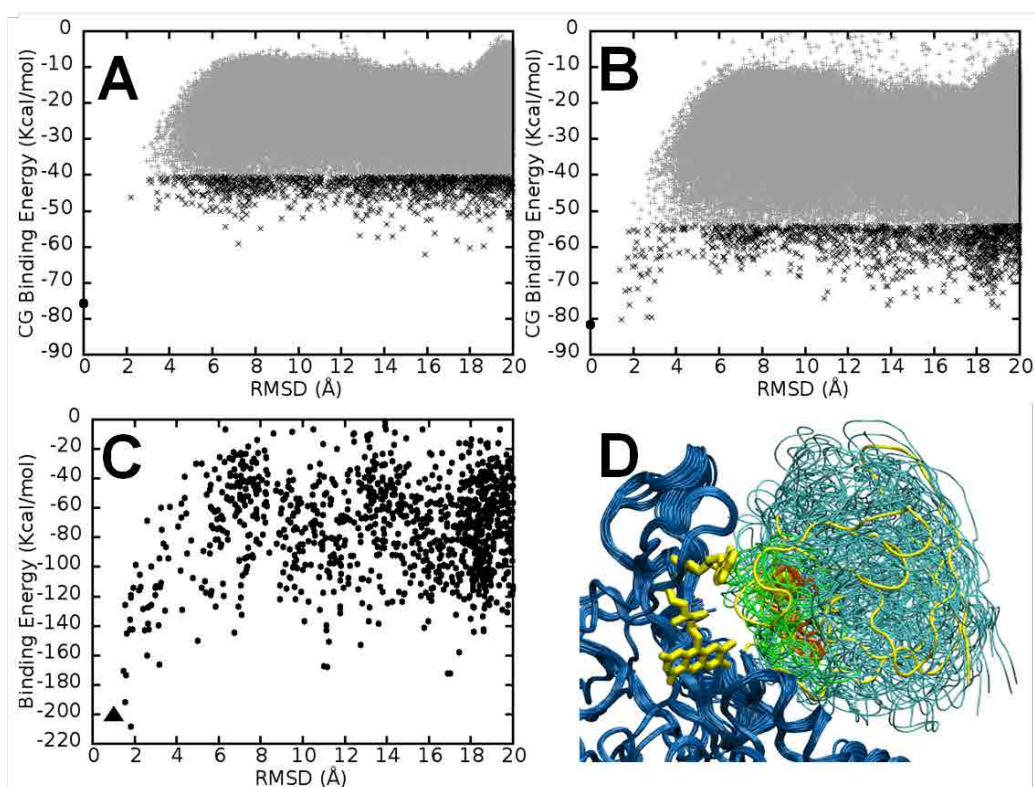 A
CG Binding Energy (Kcal/mol)
0
-10
-20
-30
-40
-50
-60
-70
-80
-90
0 2 4 6 8 10 12 14 16 18 20
RMSD (Å)
B
CG Binding Energy (Kcal/mol)
0
-10
-20
-30
-40
-50
-60
-70
-80
-90
0 2 4 6 8 10 12 14 16 18 20
RMSD (Å)
C
Binding Energy (Kcal/mol)
0
-20
-40
-60
-80
-100
-120
-140
-160
-180
-200
-220
0 2 4 6 8 10 12 14 16 18 20
RMSD (Å)
D